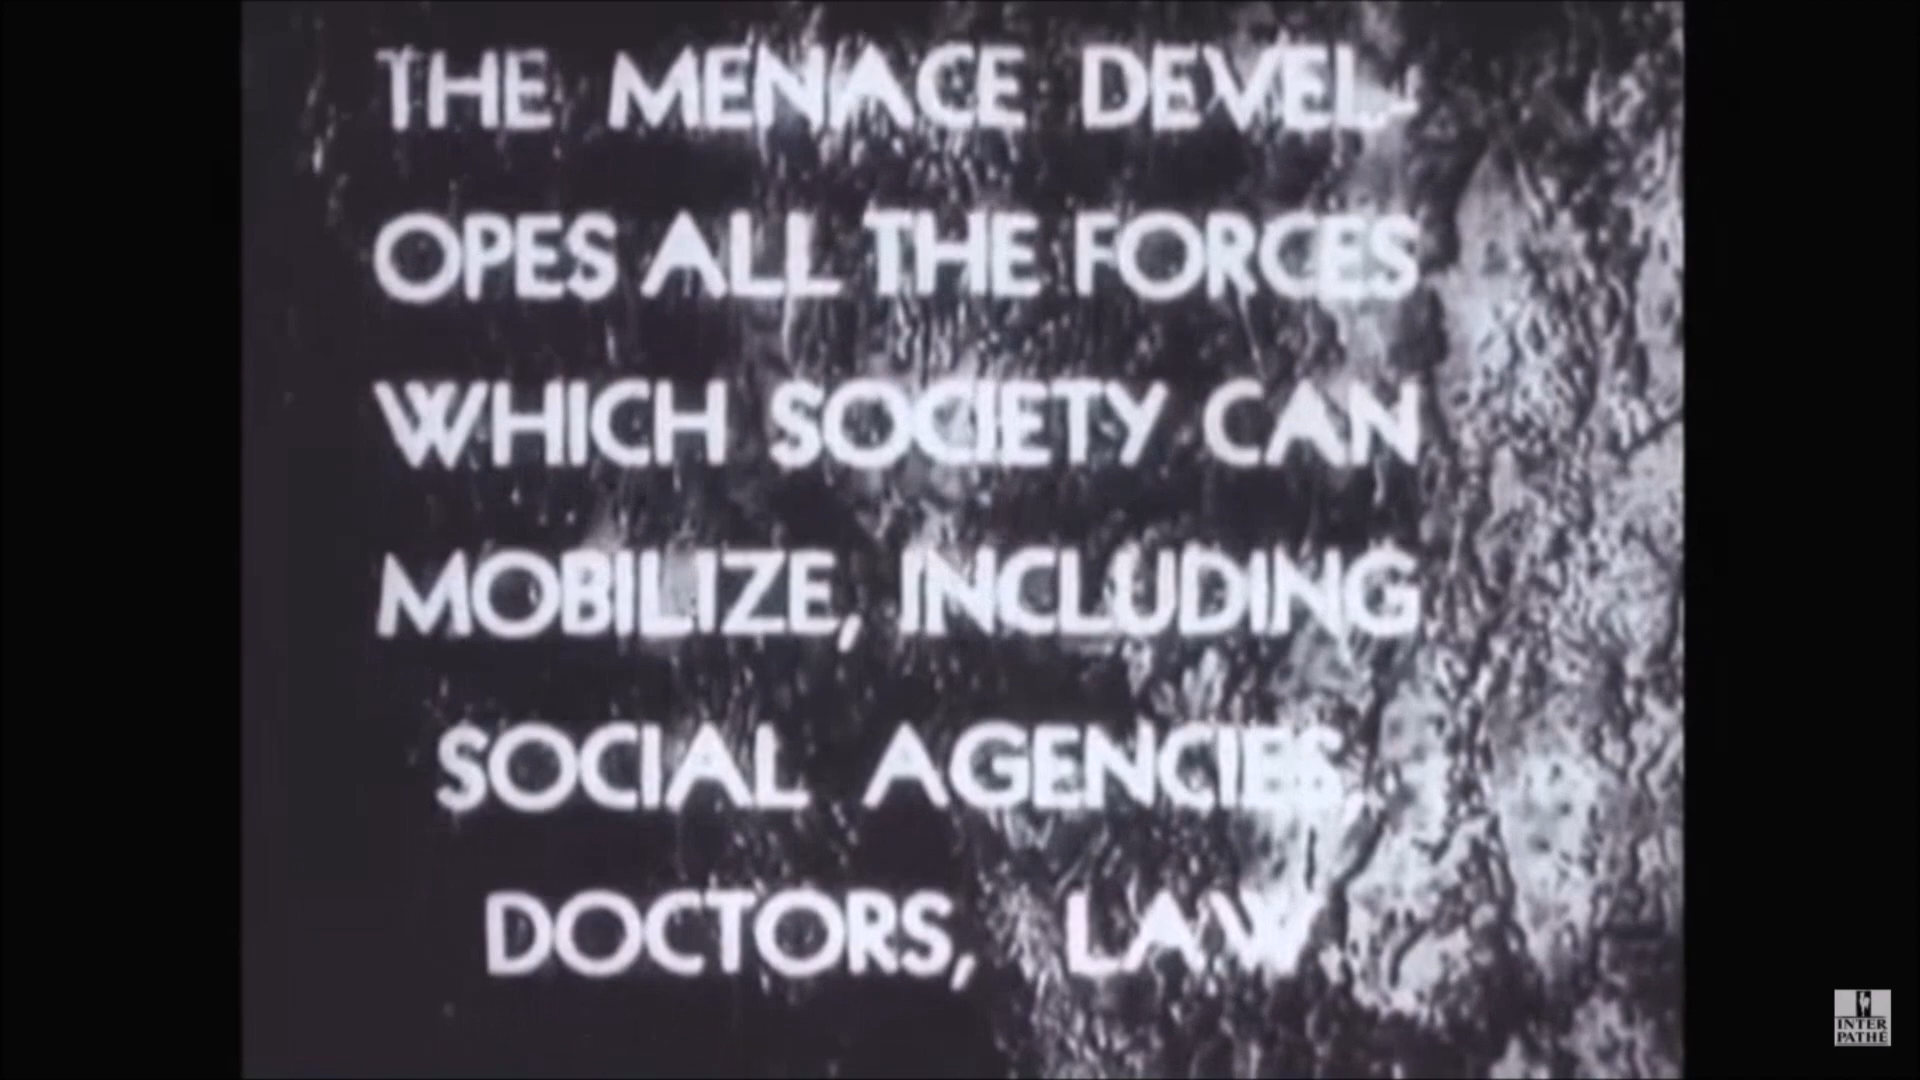 THE MENACE DEVEL-
OPES ALL THE FORCES
WHICH SOCIETY CAN
MOBILIZE, INCLUDING
SOCIAL AGENCIES,
DOCTORS, LAW
INTER
PATHÉ